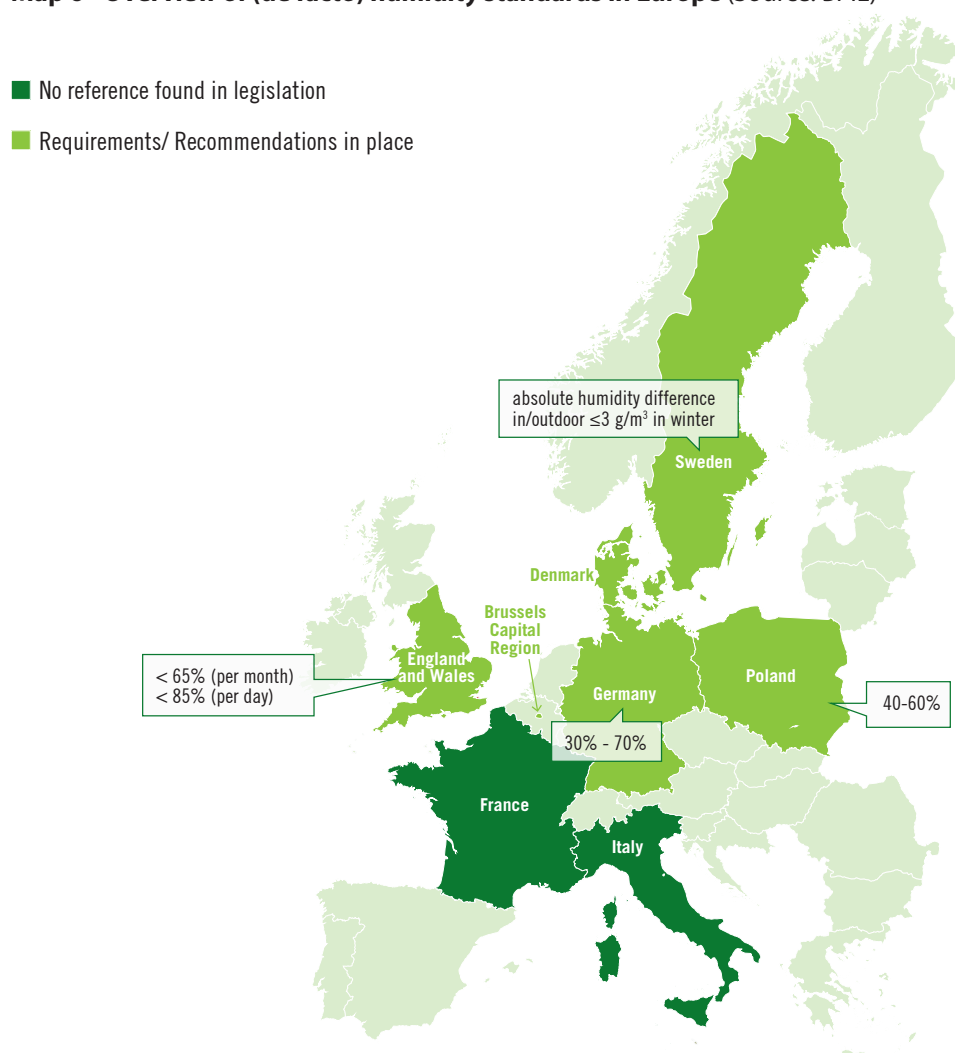 No reference found in legislation
Requirements/ Recommendations in place
absolute humidity difference
in/outdoor ≤3 g/m³ in winter
Sweden
Denmark
Brussels
Capital
Region
England
and Wales
< 65% (per month)
< 85% (per day)
Germany
Poland
40-60%
30% - 70%
France
Italy